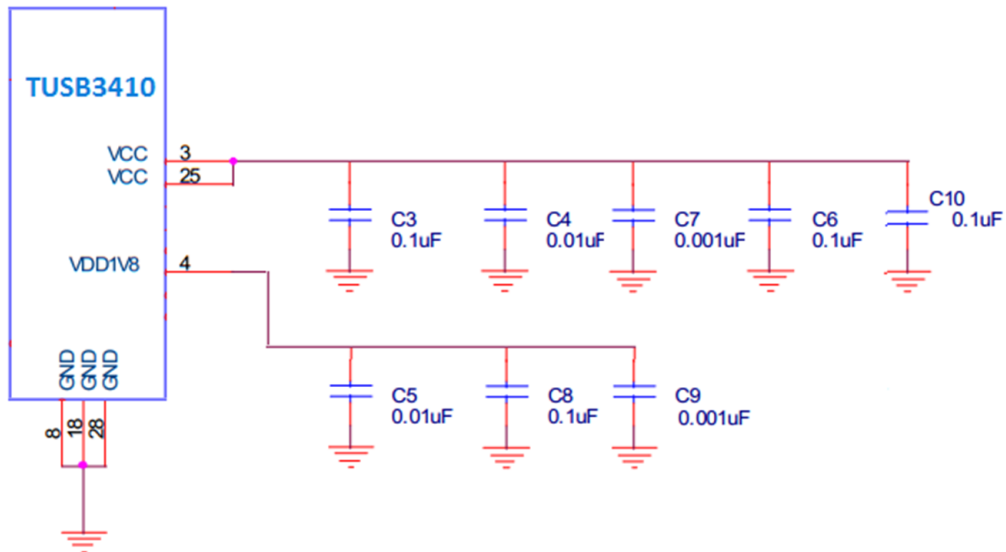 TUSB3410
VCC 3
VCC 25
VDD1V8 4
C3
0.1uF
C4
0.01uF
C7
0.001uF
C6
0.1uF
C10
0.1uF
C5
0.01uF
C8
0.1uF
C9
0.001uF
GND
GND
GND
8
18
28